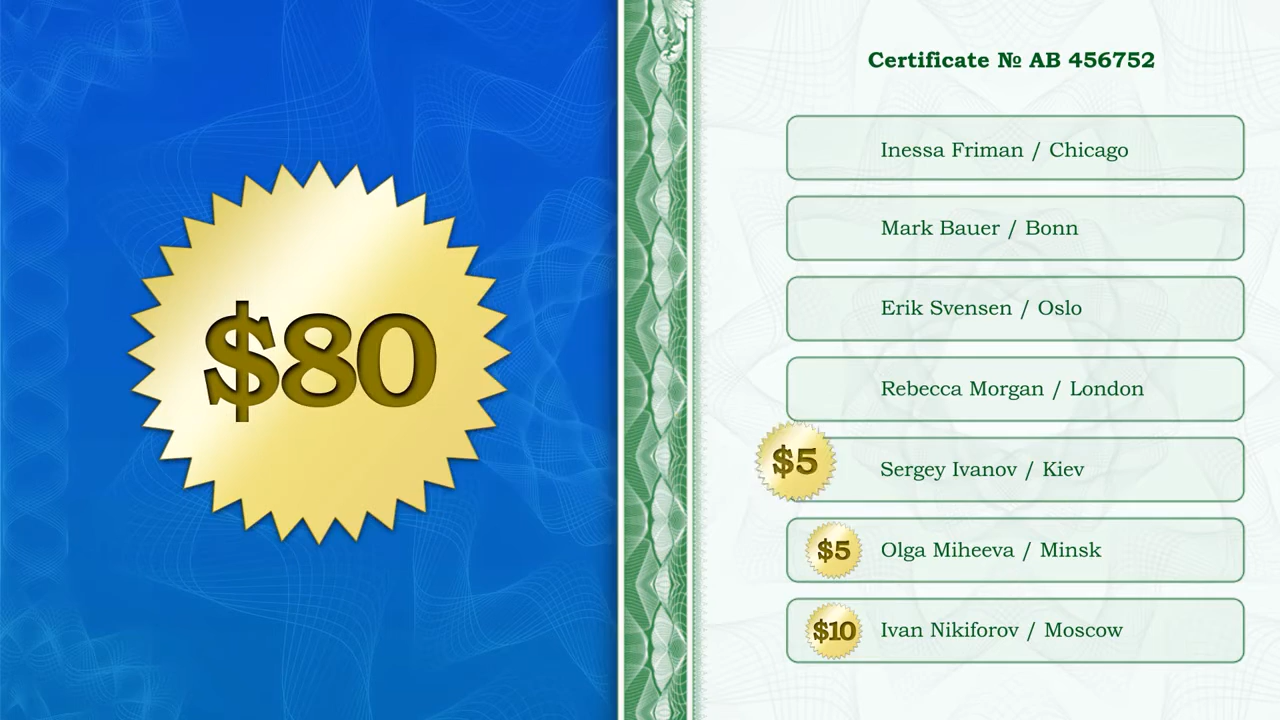 $80
Certificate № AB 456752
Inessa Friman / Chicago
Mark Bauer / Bonn
Erik Svensen / Oslo
Rebecca Morgan / London
$5 Sergey Ivanov / Kiev
$5 Olga Miheeva / Minsk
$10 Ivan Nikiforov / Moscow